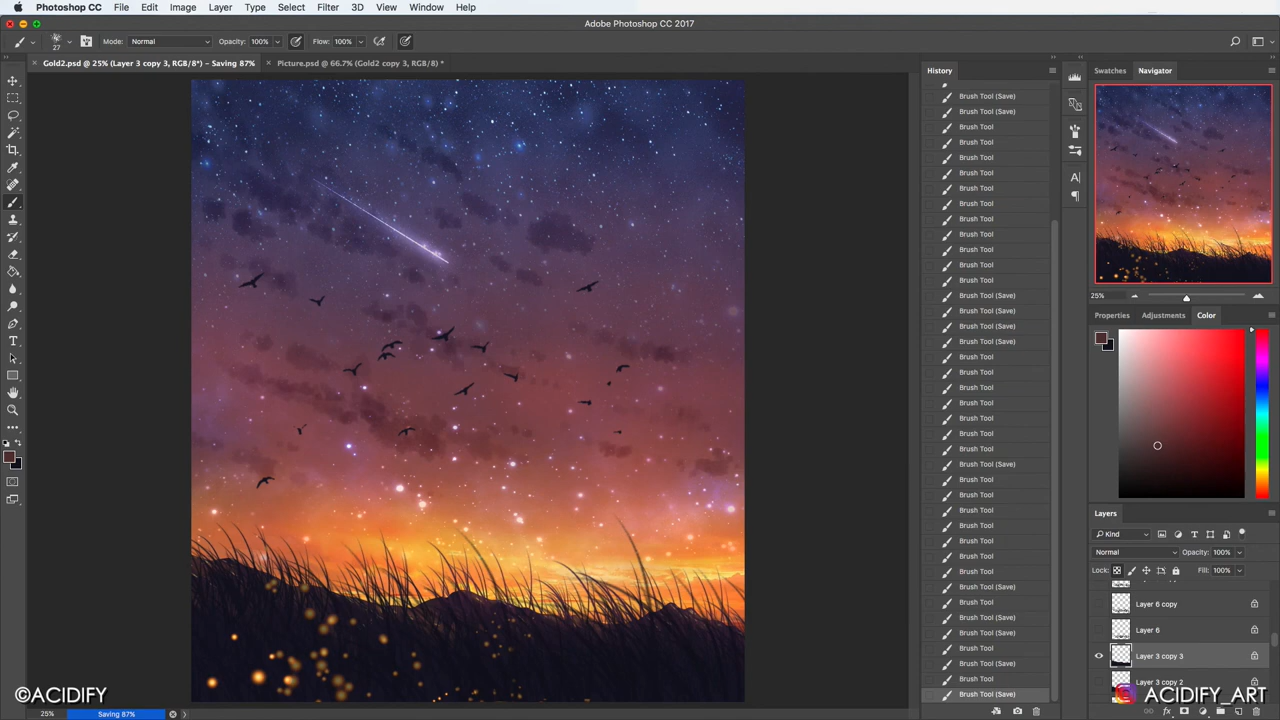 Photoshop CC File Edit Image Layer Type Select Filter 3D View Window Help
Adobe Photoshop CC 2017
27 Mode: Normal Opacity: 100% Flow: 100%
Gold2.psd @ 25% (Layer 3 copy 3, RGB/8*) – Saving 87% Picture.psd @ 66.7% (Gold2 copy 3, RGB/8) *
History
Brush Tool (Save)
Brush Tool (Save)
Brush Tool
Brush Tool
Brush Tool
Brush Tool
Brush Tool
Brush Tool
Brush Tool
Brush Tool
Brush Tool
Brush Tool
Brush Tool
Brush Tool (Save)
Brush Tool (Save)
Brush Tool (Save)
Brush Tool (Save)
Brush Tool
Brush Tool
Brush Tool
Brush Tool
Brush Tool
Brush Tool
Brush Tool
Brush Tool (Save)
Brush Tool
Brush Tool
Brush Tool
Brush Tool
Brush Tool
Brush Tool
Brush Tool
Brush Tool (Save)
Brush Tool
Brush Tool (Save)
Brush Tool (Save)
Brush Tool
Brush Tool (Save)
Brush Tool
Brush Tool (Save)
Swatches Navigator
25%
Properties Adjustments Color
Layers
Kind
Normal Opacity: 100%
Lock: Fill: 100%
Layer 6 copy
Layer 6
Layer 3 copy 3
Layer 3 copy 2
©ACIDIFY
ACIDIFY_ART
25% Saving 87%